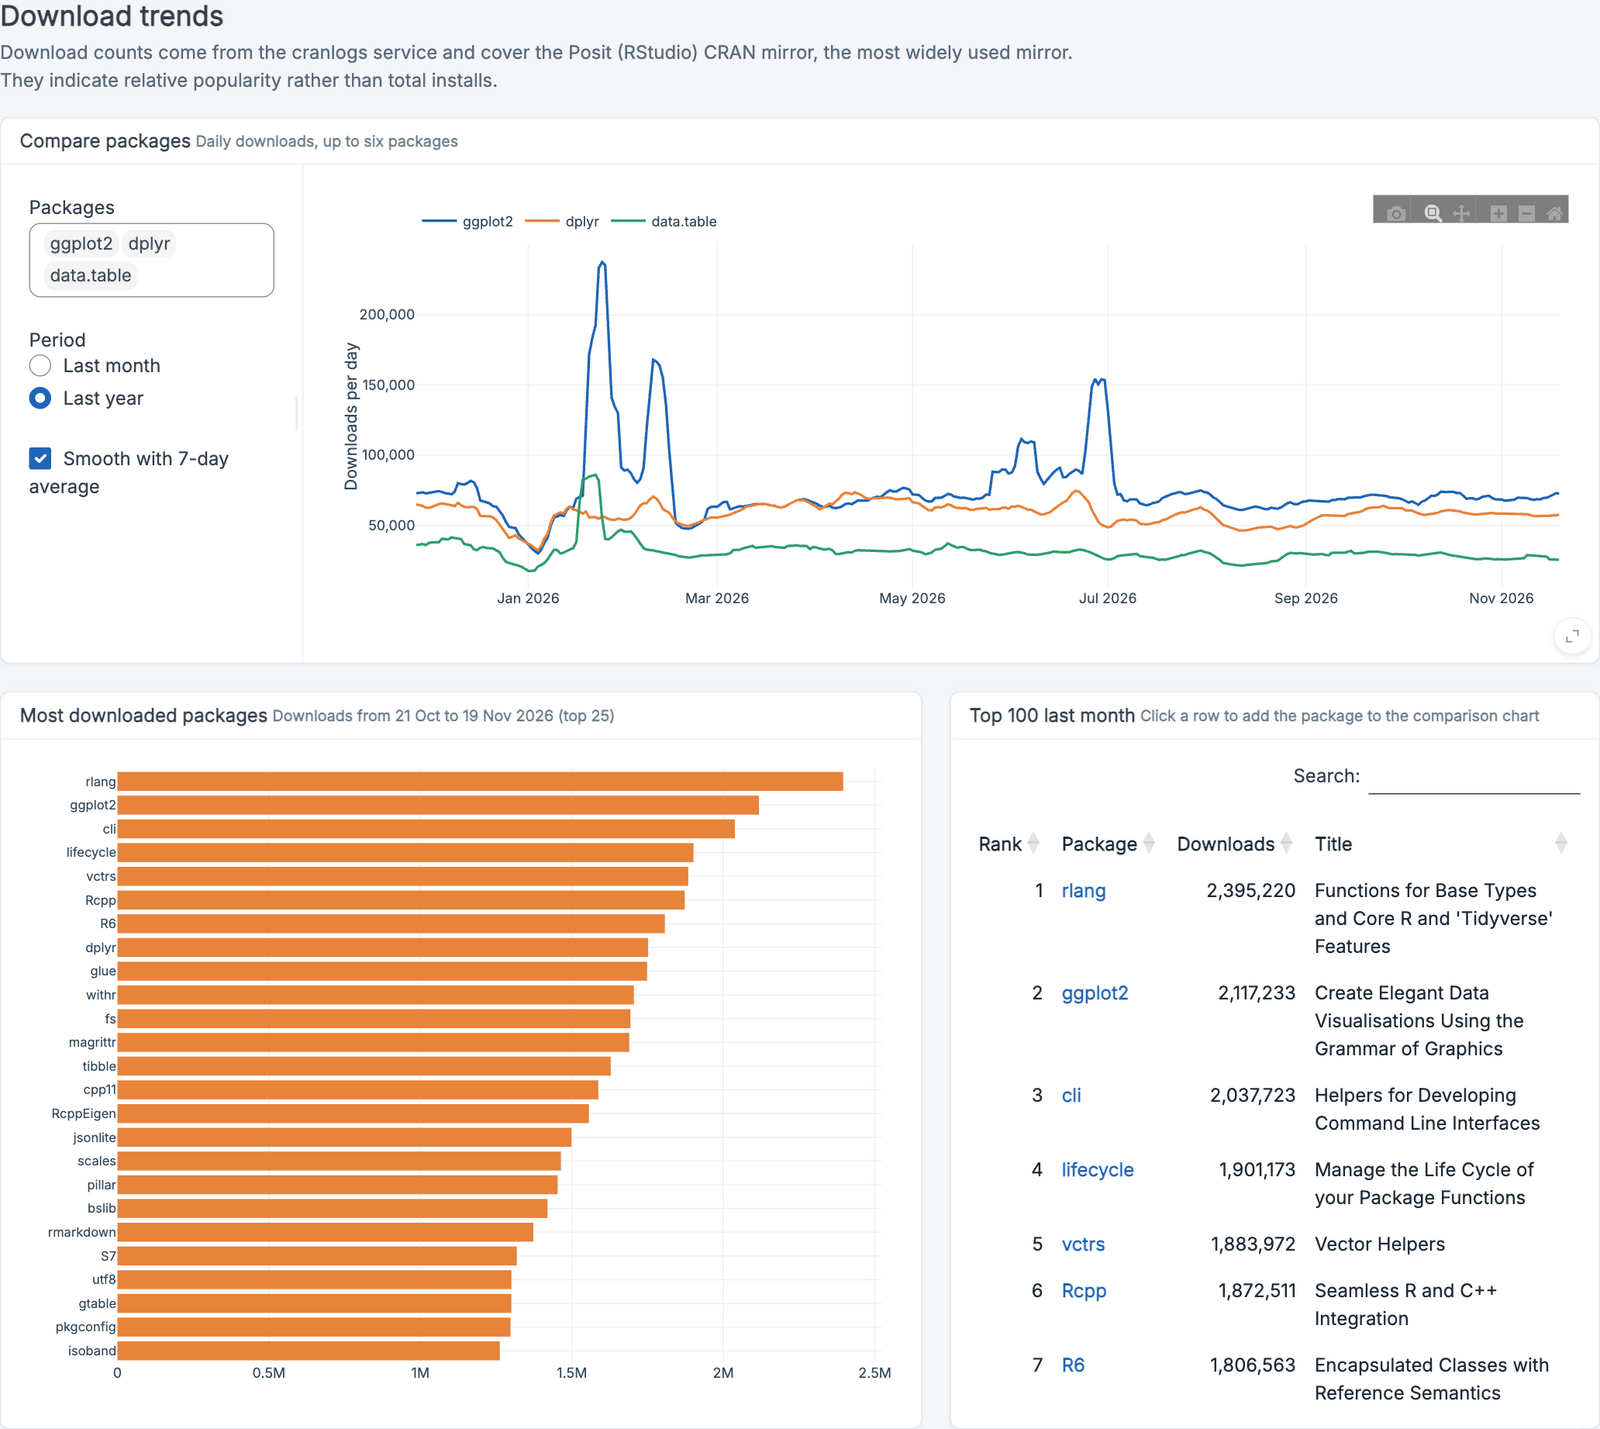 Download trends
Download counts come from the cranlogs service and cover the Posit (RStudio) CRAN mirror, the most widely used mirror.
They indicate relative popularity rather than total installs.
Compare packages Daily downloads, up to six packages
Packages
ggplot2 dplyr
data.table
Period
Last month
Last year
Smooth with 7-day
average
ggplot2 dplyr data.table
Downloads per day
200,000
150,000
100,000
50,000
Jan 2026 Mar 2026 May 2026 Jul 2026 Sep 2026 Nov 2026
Most downloaded packages Downloads from 21 Oct to 19 Nov 2026 (top 25)
rlang
ggplot2
cli
lifecycle
vctrs
Rcpp
R6
dplyr
glue
withr
fs
magrittr
tibble
cpp11
RcppEigen
jsonlite
scales
pillar
bslib
rmarkdown
S7
utf8
gtable
pkgconfig
isoband
0 0.5M 1M 1.5M 2M 2.5M
Top 100 last month Click a row to add the package to the comparison chart
Search:
Rank Package Downloads Title
1 rlang 2,395,220 Functions for Base Types
and Core R and 'Tidyverse'
Features
2 ggplot2 2,117,233 Create Elegant Data
Visualisations Using the
Grammar of Graphics
3 cli 2,037,723 Helpers for Developing
Command Line Interfaces
4 lifecycle 1,901,173 Manage the Life Cycle of
your Package Functions
5 vctrs 1,883,972 Vector Helpers
6 Rcpp 1,872,511 Seamless R and C++
Integration
7 R6 1,806,563 Encapsulated Classes with
Reference Semantics